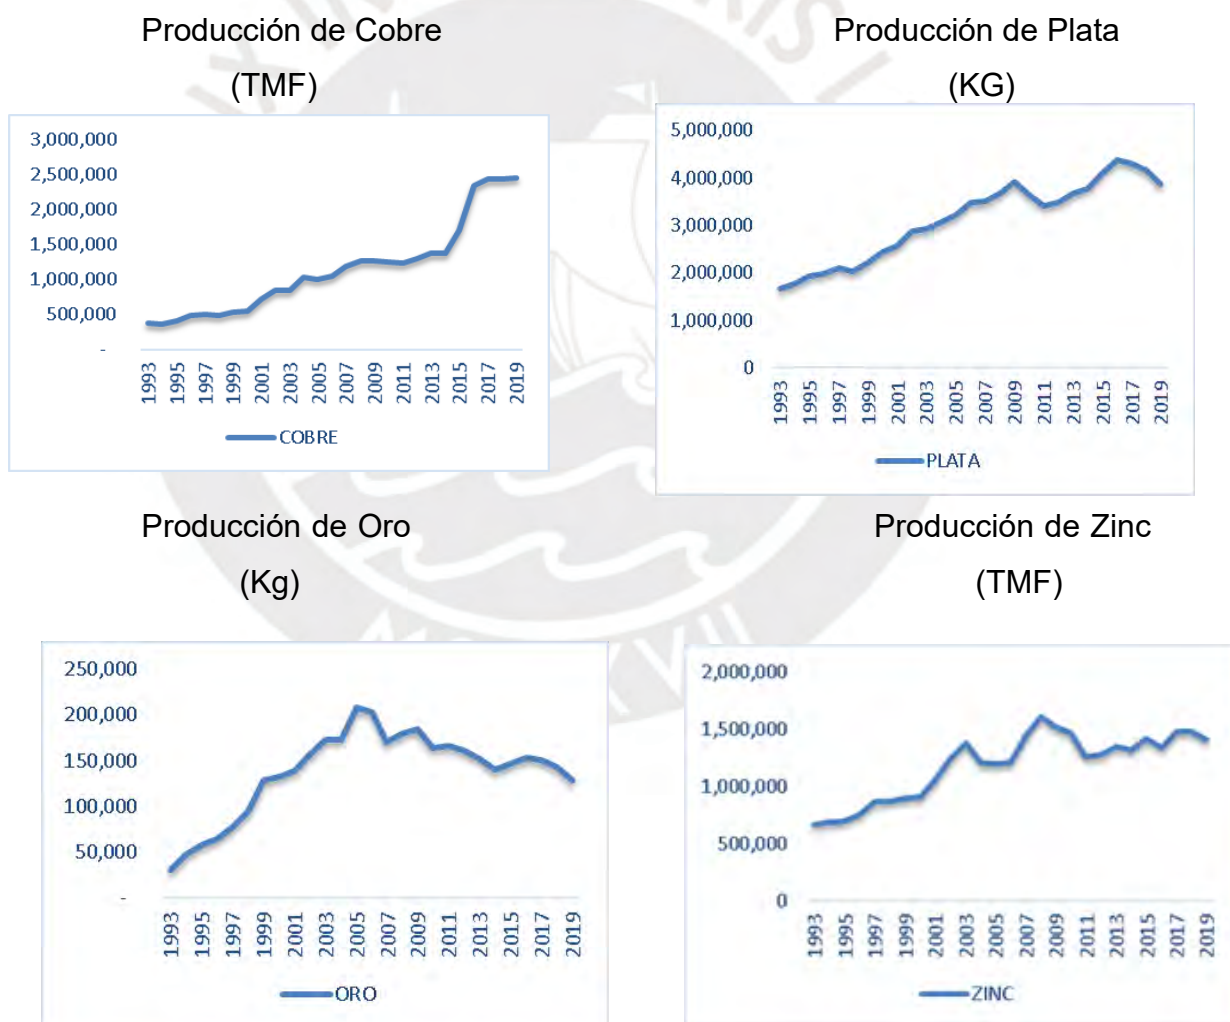 Producción de Cobre
(TMF)
3,000,000
2,500,000
2,000,000
1,500,000
1,000,000
500,000
-
1993 1995 1997 1999 2001 2003 2005 2007 2009 2011 2013 2015 2017 2019
COBRE
Producción de Plata
(KG)
5,000,000
4,000,000
3,000,000
2,000,000
1,000,000
0
1993 1995 1997 1999 2001 2003 2005 2007 2009 2011 2013 2015 2017 2019
PLATA
Producción de Oro
(Kg)
250,000
200,000
150,000
100,000
50,000
-
1993 1995 1997 1999 2001 2003 2005 2007 2009 2011 2013 2015 2017 2019
ORO
Producción de Zinc
(TMF)
2,000,000
1,500,000
1,000,000
500,000
0
1993 1995 1997 1999 2001 2003 2005 2007 2009 2011 2013 2015 2017 2019
ZINC